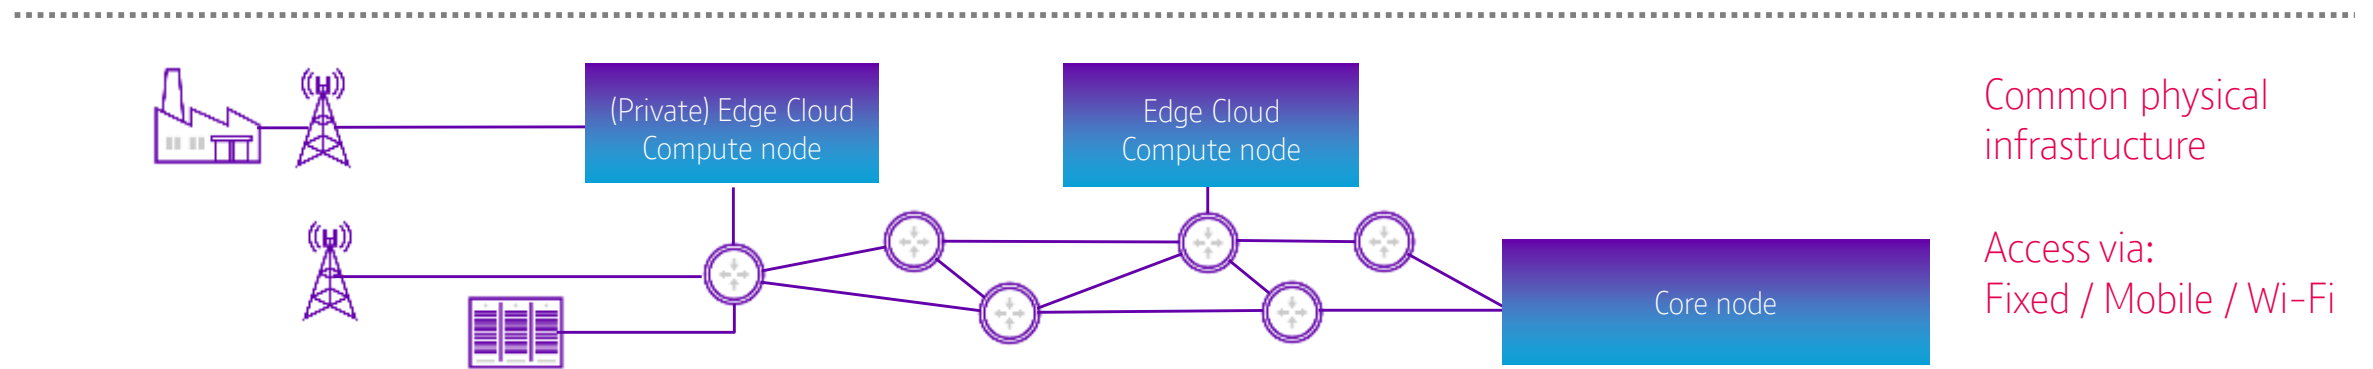 (Private) Edge Cloud
Compute node
Edge Cloud
Compute node
Core node
Common physical
infrastructure
Access via:
Fixed / Mobile / Wi-Fi